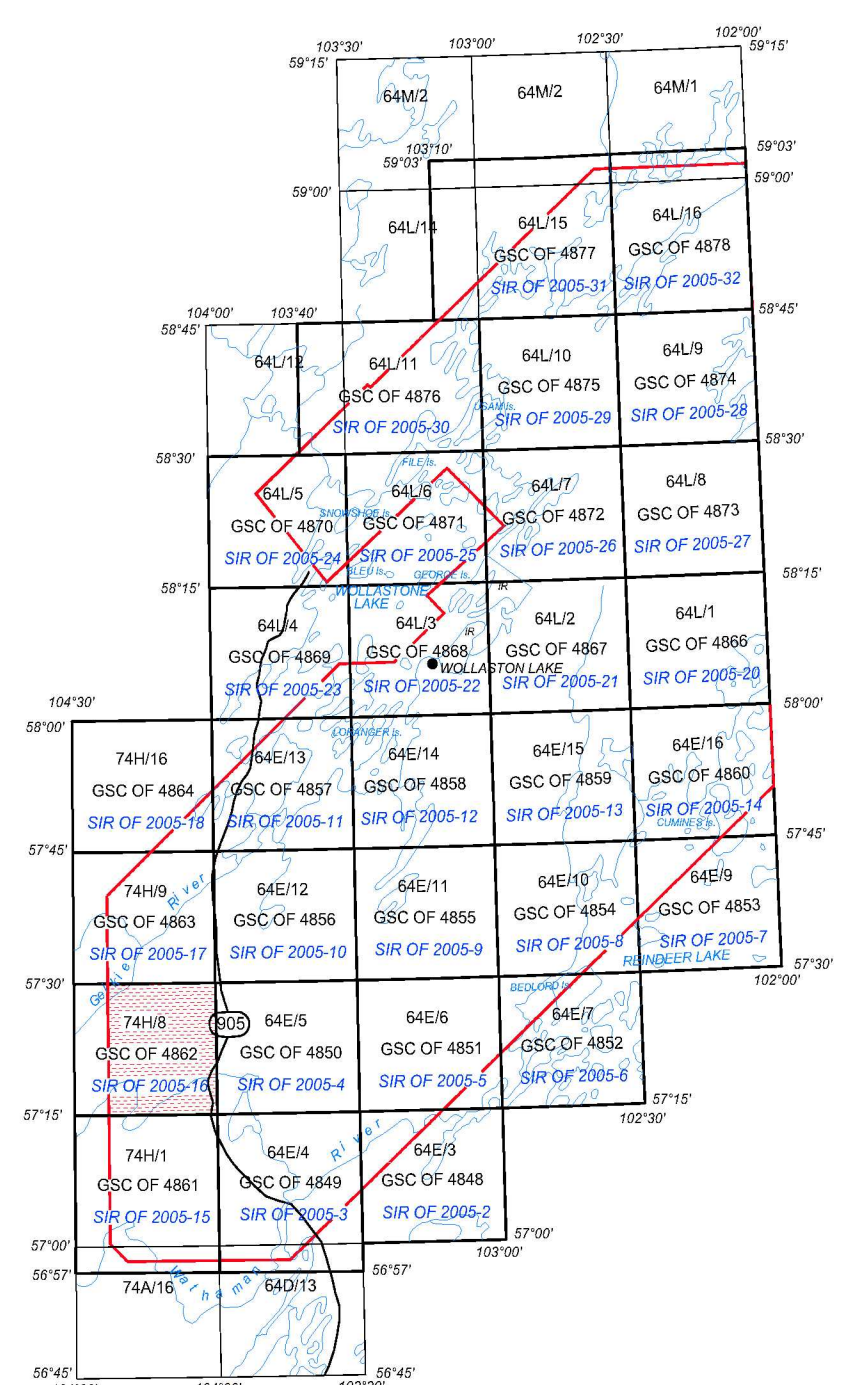 103°30'
103°00'
102°30'
102°00'
59°15'
59°15'
64M/2
64M/2
64M/1
103°10'
59°03'
59°03'
59°00'
59°00'
64L/14
64L/15
GSC OF 4877
SIR OF 2005-31
64L/16
GSC OF 4878
SIR OF 2005-32
104°00'
103°40'
58°45'
58°45'
64L/12
64L/11
GSC OF 4876
SIR OF 2005-30
64L/10
GSC OF 4875
USAM Is.
SIR OF 2005-29
64L/9
GSC OF 4874
SIR OF 2005-28
58°30'
58°30'
FILE Is.
64L/5
GSC OF 4870
SIR OF 2005-24
64L/6
SNOWSHOE Is.
GSC OF 4871
SIR OF 2005-25
64L/7
GSC OF 4872
SIR OF 2005-26
64L/8
GSC OF 4873
SIR OF 2005-27
BLEU Is.
GEORGE Is.
58°15'
58°15'
WOLLASTONE
LAKE
IR
64L/4
GSC OF 4869
SIR OF 2005-23
64L/3
IR
GSC OF 4868
WOLLASTON LAKE
SIR OF 2005-22
64L/2
GSC OF 4867
SIR OF 2005-21
64L/1
GSC OF 4866
SIR OF 2005-20
104°30'
58°00'
58°00'
LORANGER Is.
74H/16
GSC OF 4864
SIR OF 2005-18
64E/13
GSC OF 4857
SIR OF 2005-11
64E/14
GSC OF 4858
SIR OF 2005-12
64E/15
GSC OF 4859
SIR OF 2005-13
64E/16
GSC OF 4860
SIR OF 2005-14
CUMINES Is.
57°45'
57°45'
74H/9
River
GSC OF 4863
SIR OF 2005-17
64E/12
GSC OF 4856
SIR OF 2005-10
64E/11
GSC OF 4855
SIR OF 2005-9
64E/10
GSC OF 4854
SIR OF 2005-8
64E/9
GSC OF 4853
SIR OF 2005-7
REINDEER LAKE
57°30'
57°30'
102°00'
Geikie
BEDLORD Is.
74H/8
GSC OF 4862
SIR OF 2005-16
905
64E/5
GSC OF 4850
SIR OF 2005-4
64E/6
GSC OF 4851
SIR OF 2005-5
64E/7
GSC OF 4852
SIR OF 2005-6
57°15'
57°15'
102°30'
74H/1
GSC OF 4861
SIR OF 2005-15
64E/4
River
GSC OF 4849
SIR OF 2005-3
64E/3
GSC OF 4848
SIR OF 2005-2
57°00'
57°00'
103°00'
56°57'
56°57'
Wathaman
74A/16
64D/13
56°45'
56°45'